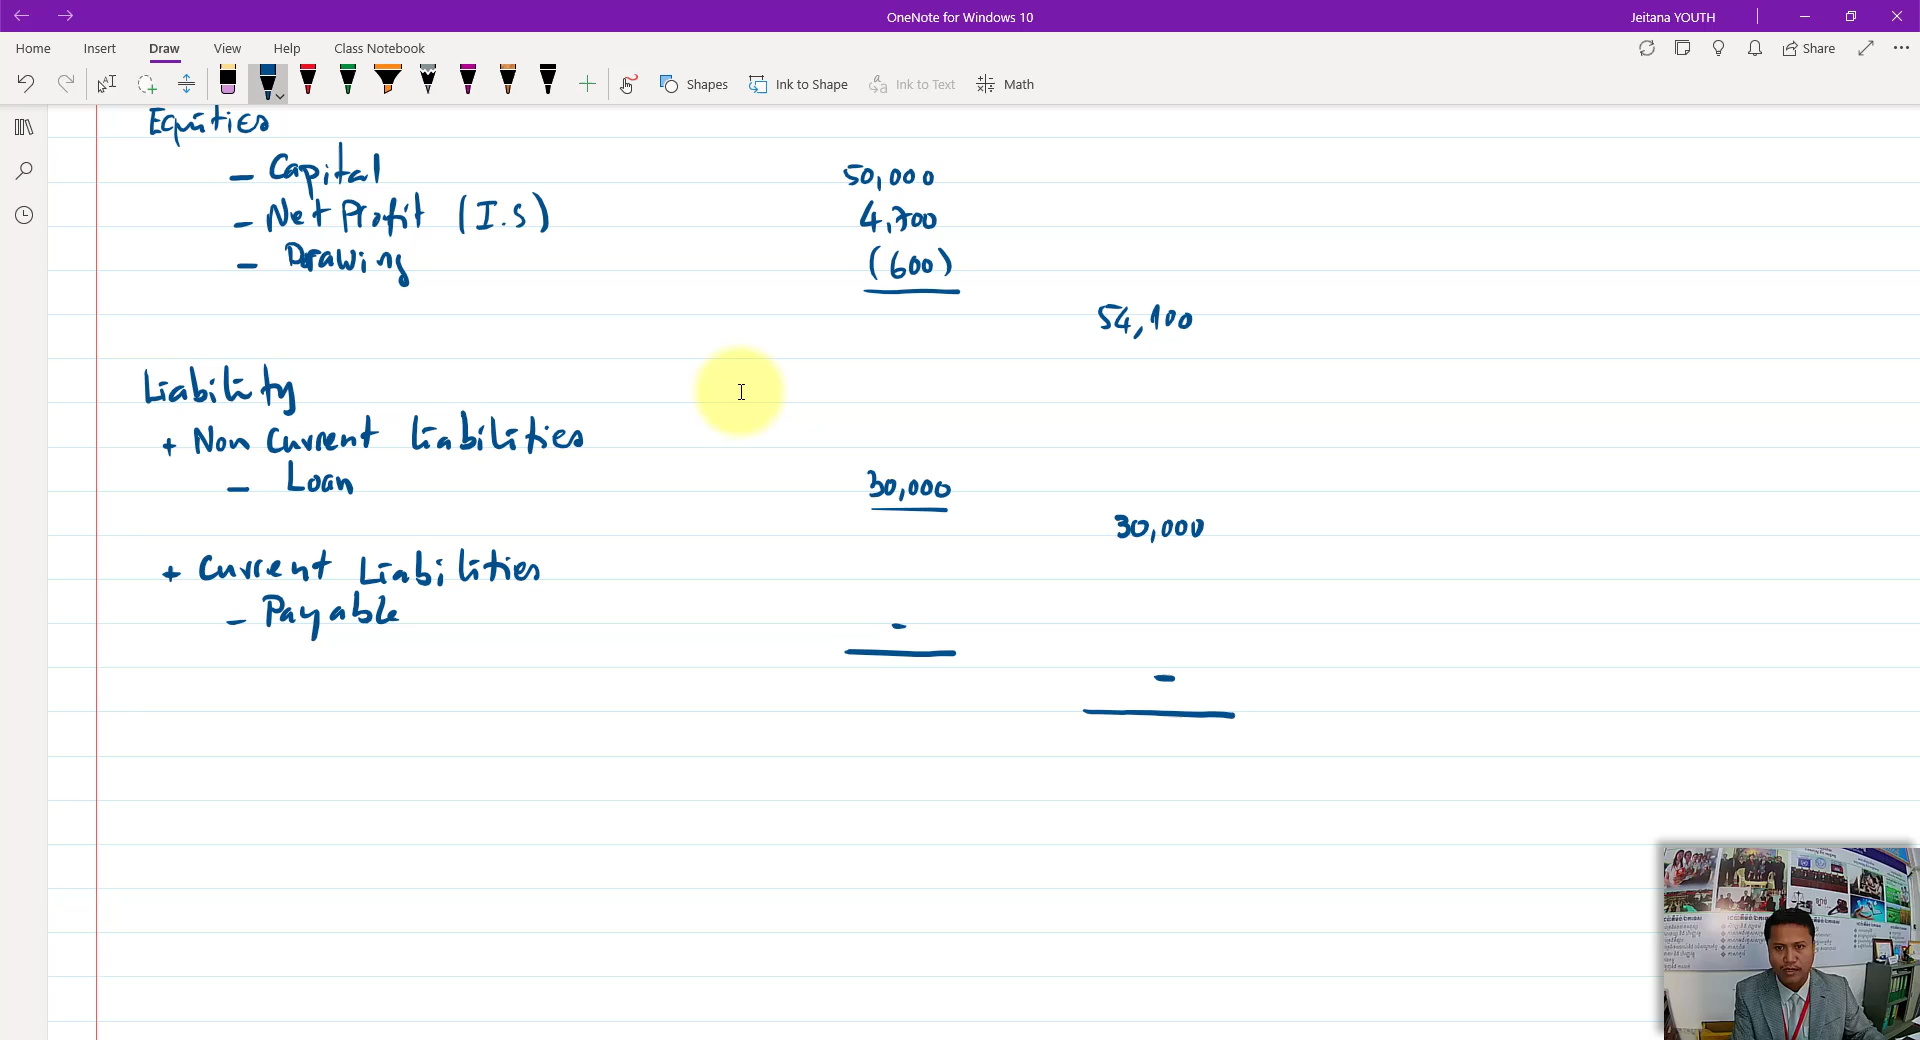 OneNote for Windows 10
Jeitana YOUTH
Home Insert Draw View Help Class Notebook
Share
Shapes Ink to Shape Ink to Text Math
Equities
- Capital 50,000
- Net Profit (I.S) 4,700
- Drawing (600)
54,100
Liability
+ Non Current Liabilities
- Loan 30,000
30,000
+ Current Liabilities
- Payable -
-